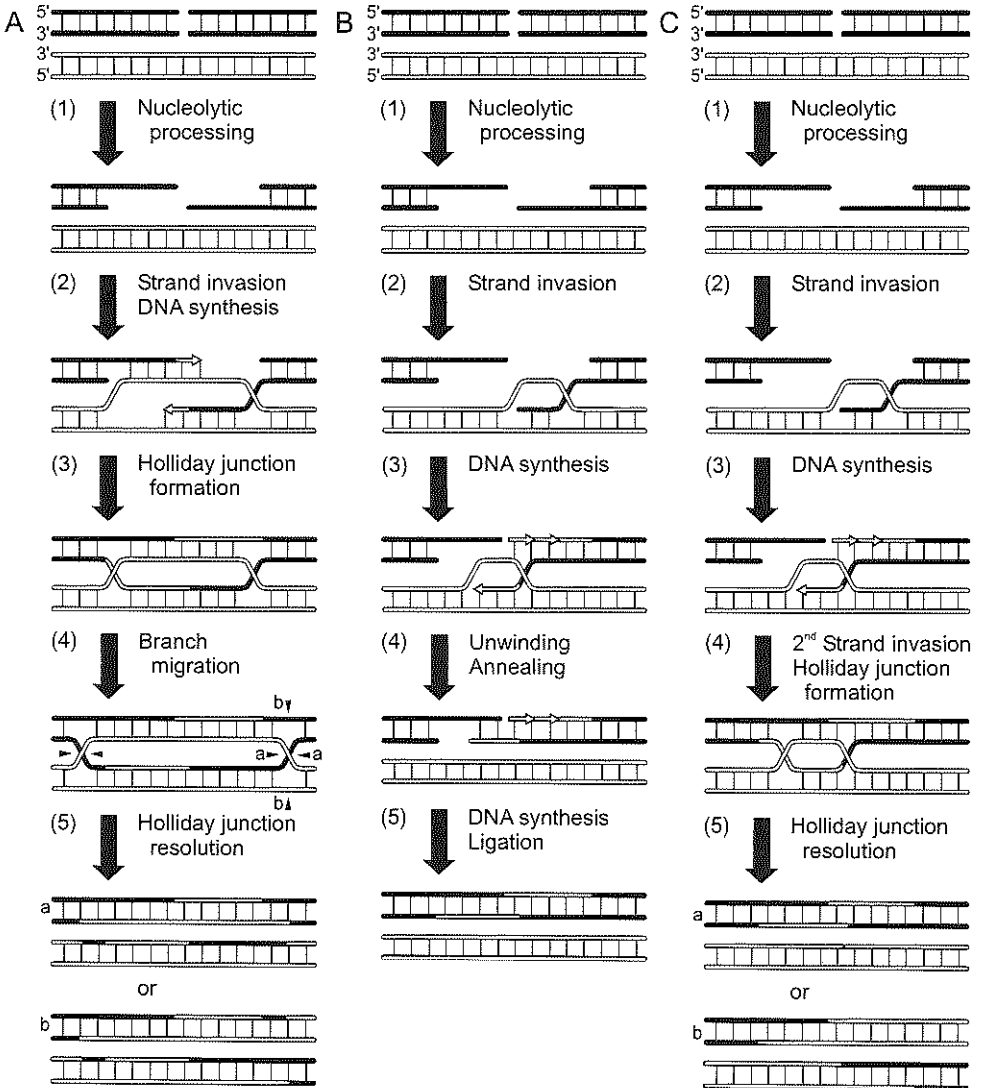 A
5'
3'
3'
5'
(1)
Nucleolytic
processing
(2)
Strand invasion
DNA synthesis
(3)
Holliday junction
formation
(4)
Branch
migration
b
a
a
b
(5)
Holliday junction
resolution
a
or
b
B
5'
3'
3'
5'
(1)
Nucleolytic
processing
(2)
Strand invasion
(3)
DNA synthesis
(4)
Unwinding
Annealing
(5)
DNA synthesis
Ligation
C
5'
3'
3'
5'
(1)
Nucleolytic
processing
(2)
Strand invasion
(3)
DNA synthesis
(4)
2nd Strand invasion
Holliday junction
formation
(5)
Holliday junction
resolution
a
or
b